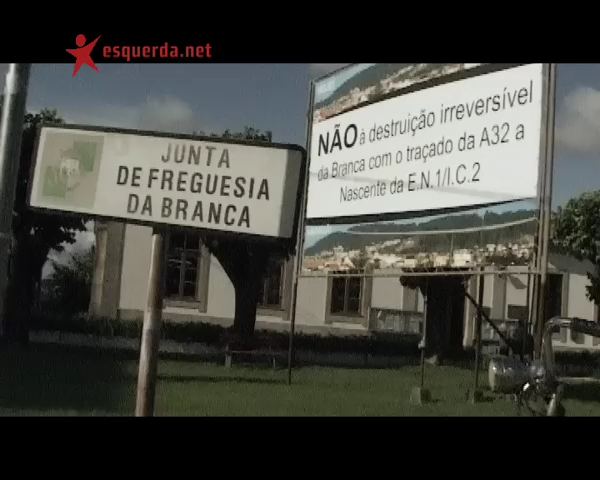 esquerda.net
JUNTA
DE FREGUESIA
DA BRANCA
NÃO à destruição irreversível
da Branca com o traçado da A32 a
Nascente da E.N.1/I.C.2